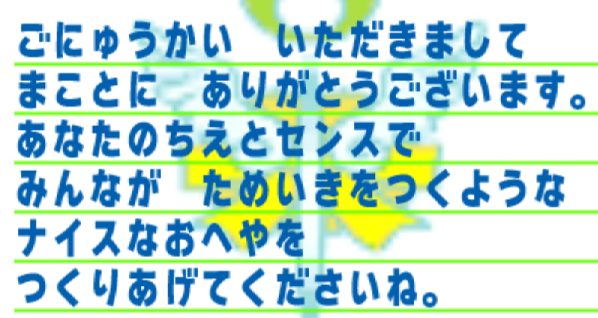 ごにゅうかい　いただきまして
まことに　ありがとうございます。
あなたのちえとセンスで
みんなが　ためいきをつくような
ナイスなおへやを
つくりあげてくださいね。